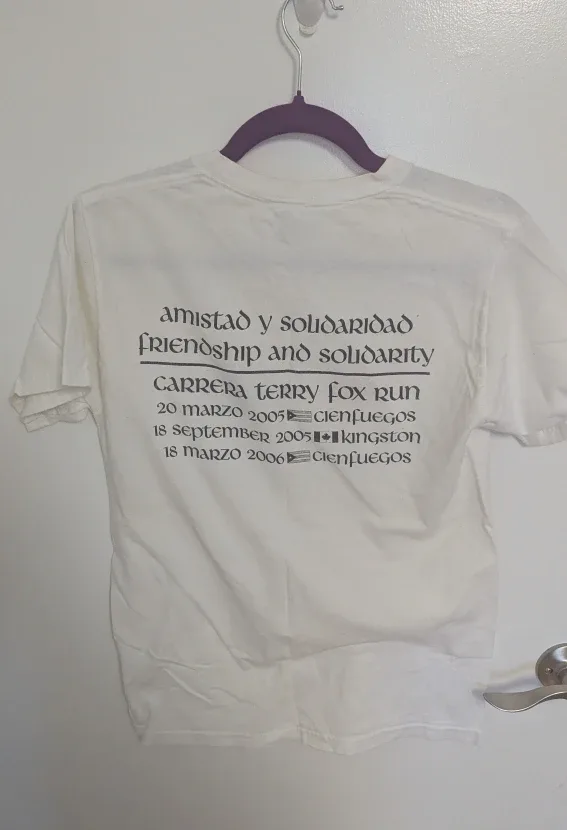 amistad y solidaridad
friendship and solidarity
carrera terry fox run
20 marzo 2005 cienfuegos
18 september 2005 kingston
18 marzo 2006 cienfuegos